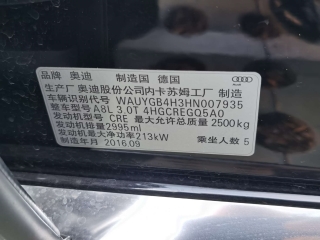 品牌 奥迪 制造国 德国
生产厂厂 奥迪股份公司内卡苏姆工厂 制造
车辆识别代号 WAUYGB4H3HN007935
整车型号 A8L 3.0T 4HGCREGQ5A0
发动机型号 CRE 最大允许总质量 2500kg
发动机排量 2995ml
发动机最大净功率 213kW
制造年月 2016.09 乘坐人数 5